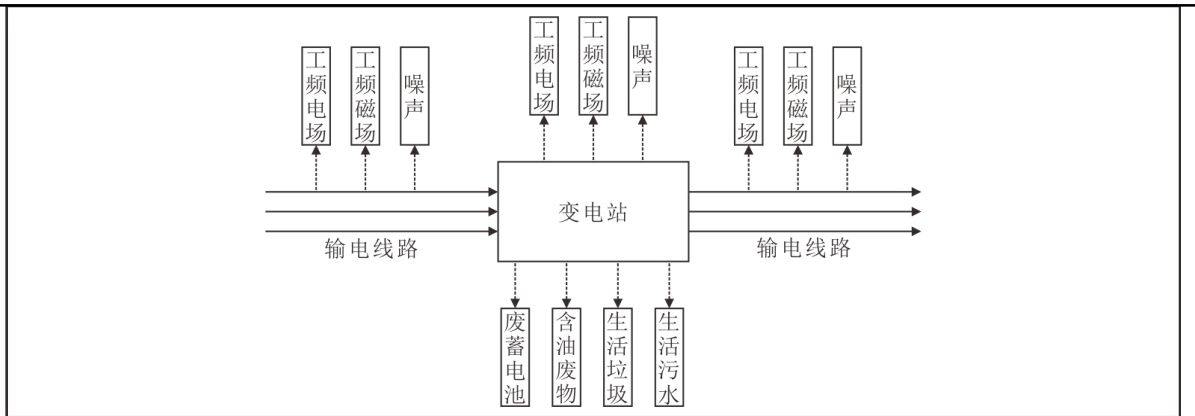 工频电场
工频磁场
噪声
工频电场
工频磁场
噪声
工频电场
工频磁场
噪声
变电站
输电线路
输电线路
废蓄电池
含油废物
生活垃圾
生活污水